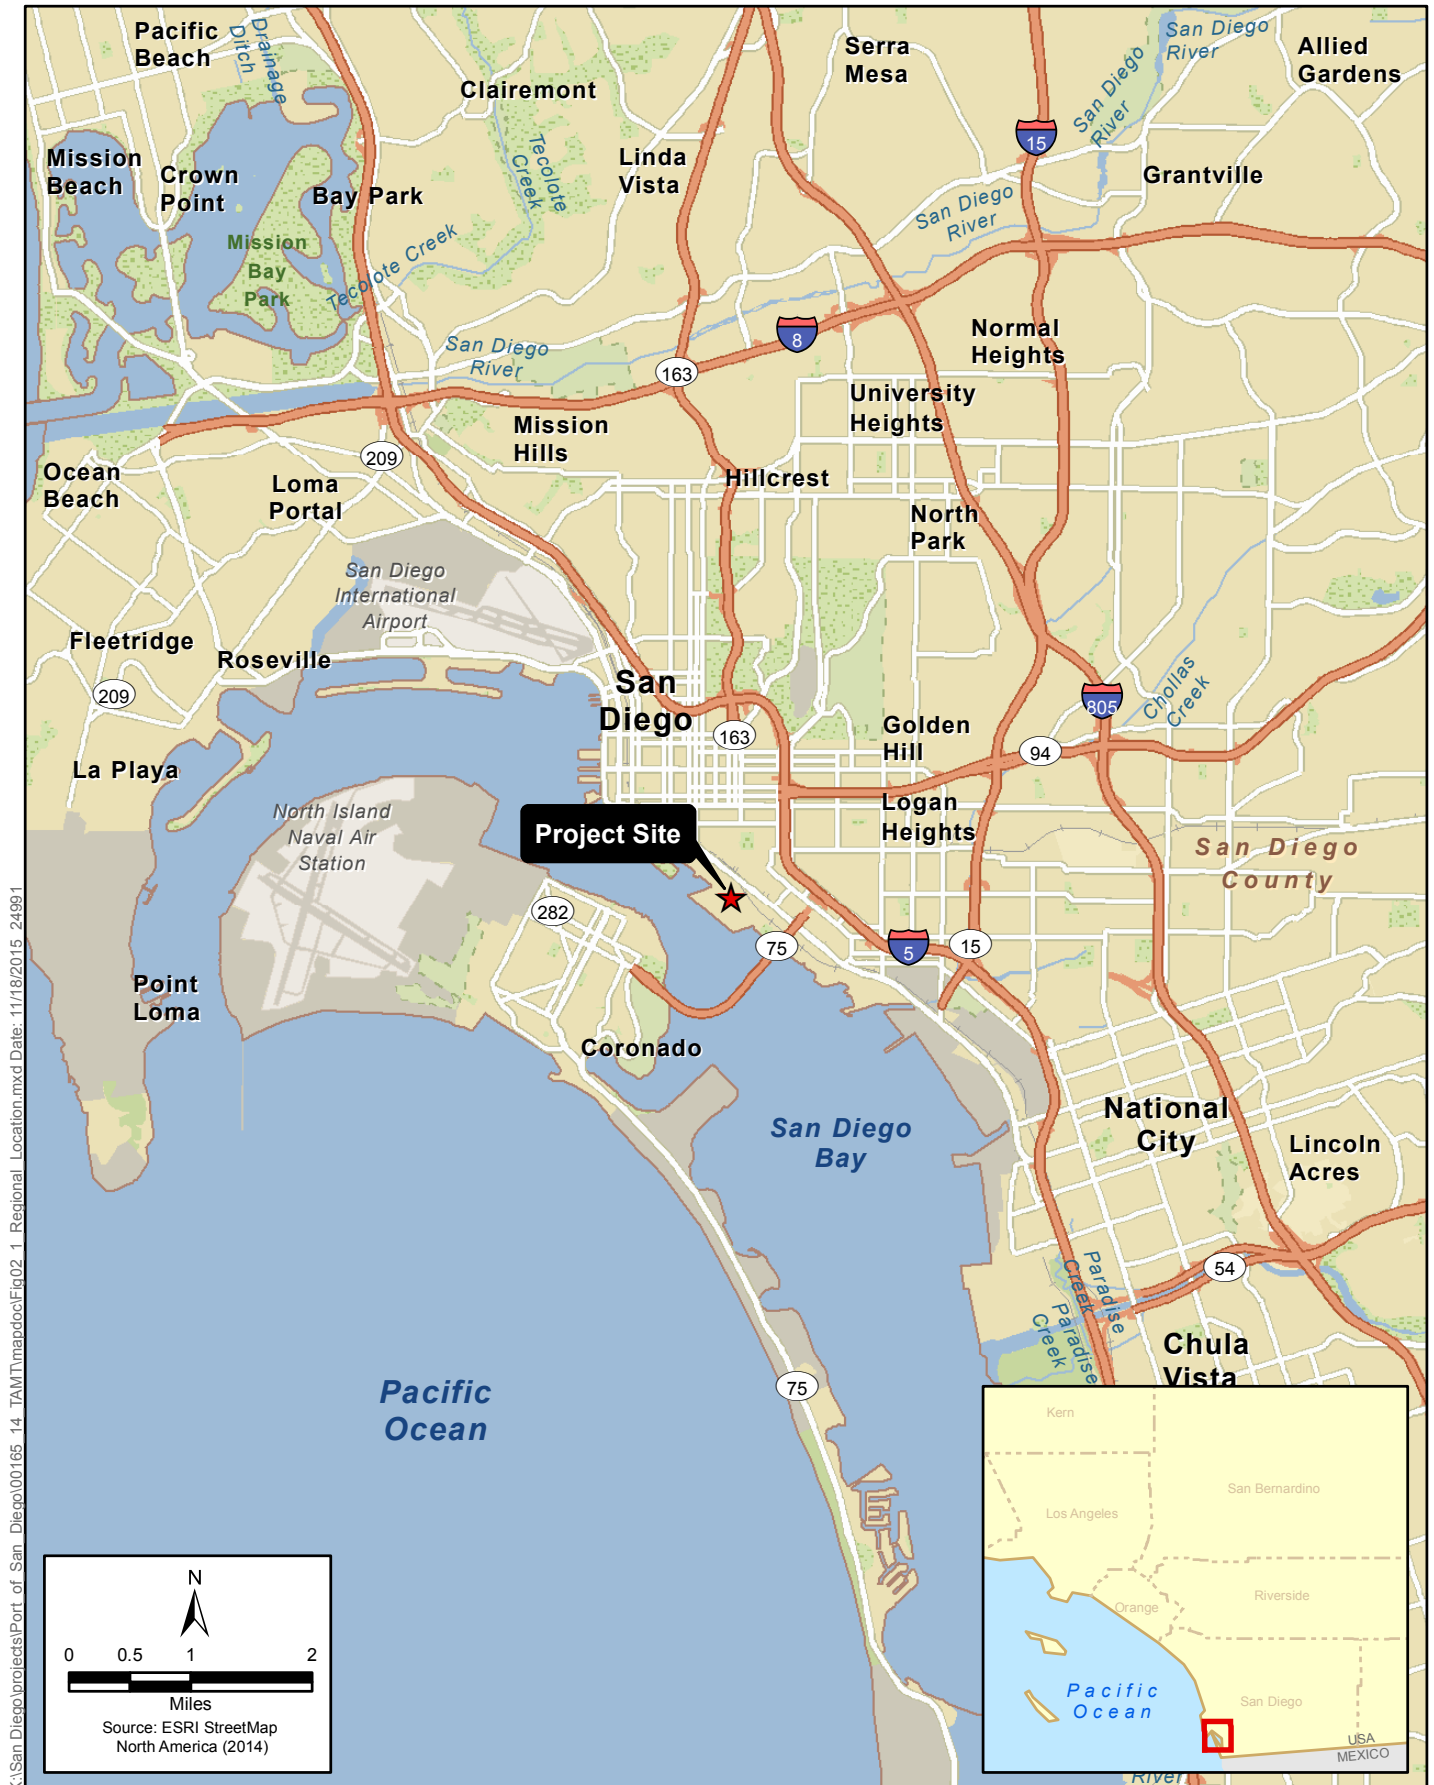 Pacific
Beach
Drainage
Ditch
Clairemont
Serra
Mesa
San Diego
River
Allied
Gardens
San Diego
River
15
Mission
Beach
Crown
Point
Bay Park
Tecolote
Creek
Linda
Vista
Grantville
San Diego
River
Mission
Bay
Park
Tecolote Creek
8
Normal
Heights
San Diego
River
163
University
Heights
Mission
Hills
209
Ocean
Beach
Loma
Portal
Hillcrest
North
Park
San Diego
International
Airport
Fleetridge
Roseville
209
San
Diego
163
Golden
Hill
805
Chollas
Creek
94
La Playa
North Island
Naval Air
Station
Project Site
Logan
Heights
San Diego
County
282
75
5
15
Point
Loma
Coronado
San Diego
Bay
National
City
Lincoln
Acres
Paradise
Creek
Paradise
Creek
54
Chula
Vista
Pacific
Ocean
75
Kern
San Bernardino
Los Angeles
Riverside
Orange
Pacific
Ocean
San Diego
USA
MEXICO
River
N
0 0.5 1 2
Miles
Source: ESRI StreetMap
North America (2014)
K:\San Diego\projects\Port_of_San_Diego\00165_14_TAMT\mapdoc\Fig02_1_Regional_Location.mxd Date: 11/18/2015 24991